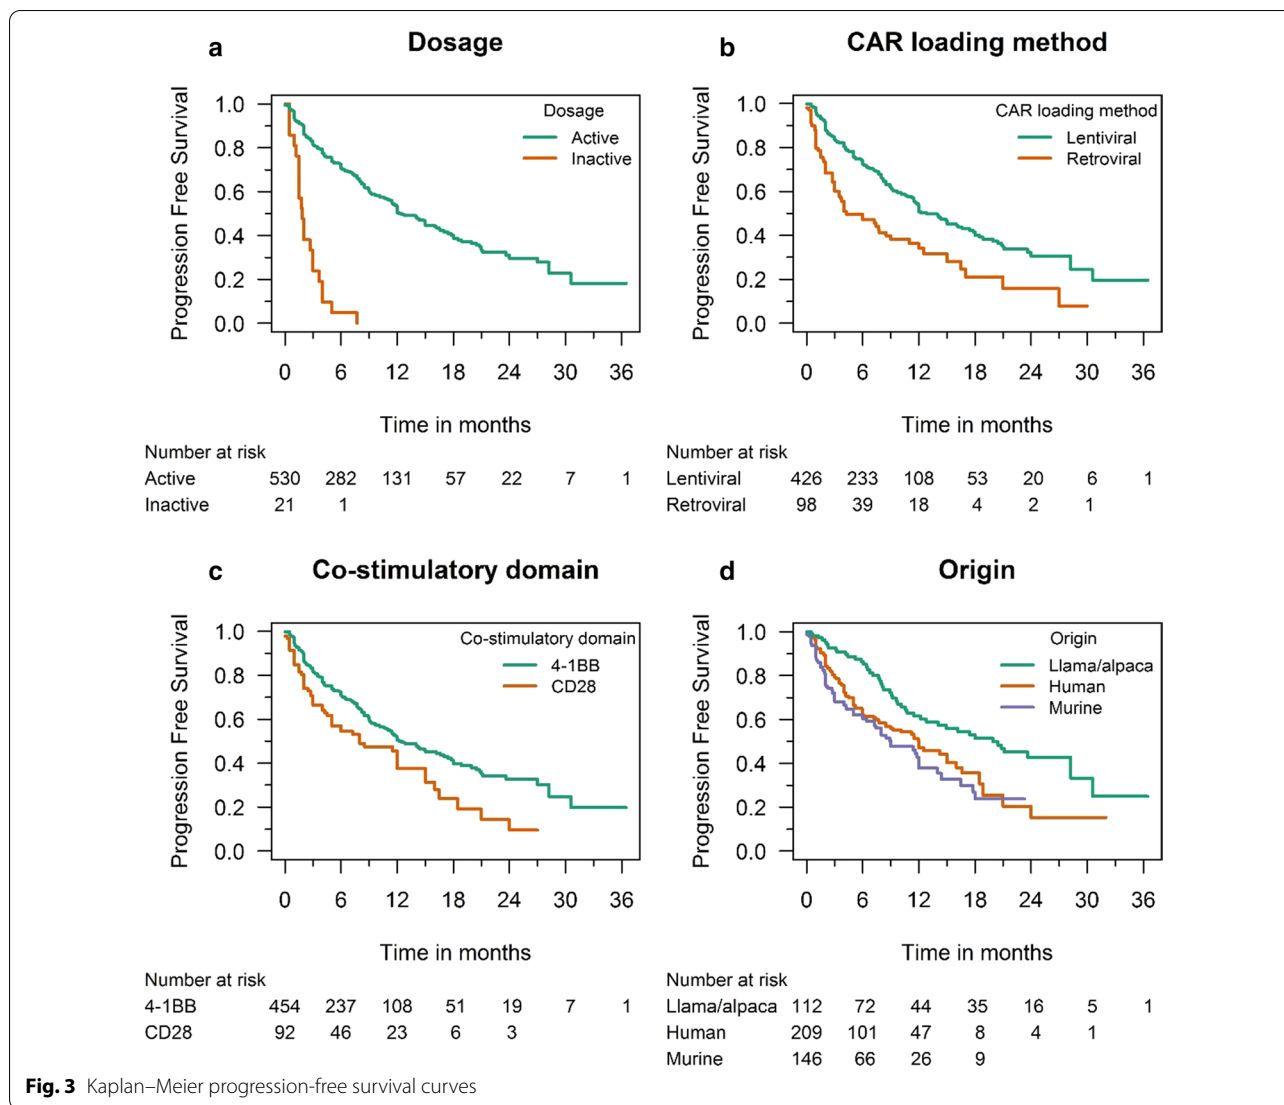 a Dosage
Progression Free Survival
1.0
0.8
0.6
0.4
0.2
0.0
Dosage
Active
Inactive
0 6 12 18 24 30 36
Time in months
Number at risk
Active 530 282 131 57 22 7 1
Inactive 21 1
b CAR loading method
Progression Free Survival
1.0
0.8
0.6
0.4
0.2
0.0
CAR loading method
Lentiviral
Retroviral
0 6 12 18 24 30 36
Time in months
Number at risk
Lentiviral 426 233 108 53 20 6 1
Retroviral 98 39 18 4 2 1
c Co-stimulatory domain
Progression Free Survival
1.0
0.8
0.6
0.4
0.2
0.0
Co-stimulatory domain
4-1BB
CD28
0 6 12 18 24 30 36
Time in months
Number at risk
4-1BB 454 237 108 51 19 7 1
CD28 92 46 23 6 3
d Origin
Progression Free Survival
1.0
0.8
0.6
0.4
0.2
0.0
Origin
Llama/alpaca
Human
Murine
0 6 12 18 24 30 36
Time in months
Number at risk
Llama/alpaca 112 72 44 35 16 5 1
Human 209 101 47 8 4 1
Murine 146 66 26 9
Fig. 3 Kaplan–Meier progression-free survival curves